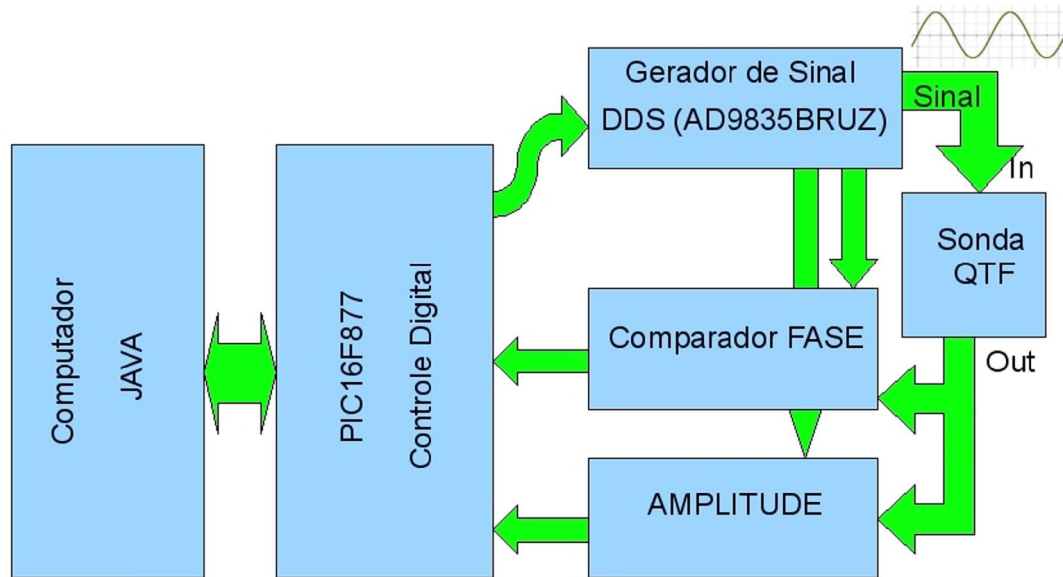 Gerador de Sinal
DDS (AD9835BRUZ)
Sinal
In
Sonda
QTF
Out
Computador
JAVA
PIC16F877
Controle Digital
Comparador FASE
AMPLITUDE